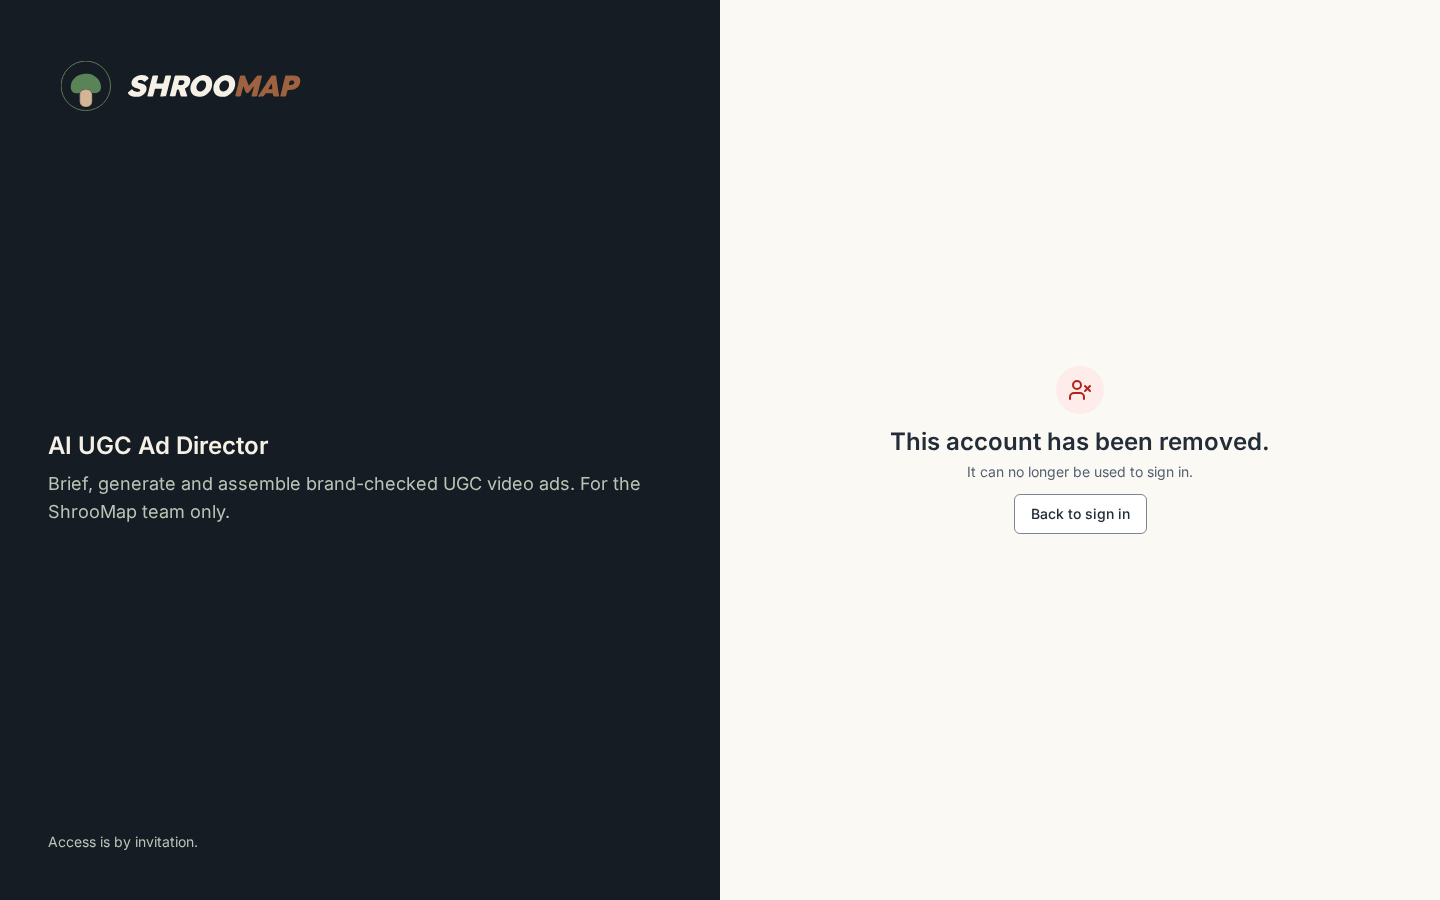 SHROOMAP
AI UGC Ad Director
Brief, generate and assemble brand-checked UGC video ads. For the
ShrooMap team only.
Access is by invitation.
This account has been removed.
It can no longer be used to sign in.
Back to sign in